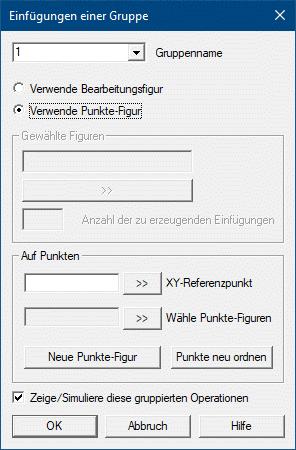 Einfügungen einer Gruppe
1
Gruppenname
Verwende Bearbeitungsfigur
Verwende Punkte-Figur
Gewählte Figuren
>>
Anzahl der zu erzeugenden Einfügungen
Auf Punkten
>> XY-Referenzpunkt
>> Wähle Punkte-Figuren
Neue Punkte-Figur Punkte neu ordnen
Zeige/Simuliere diese gruppierten Operationen
OK Abbruch Hilfe